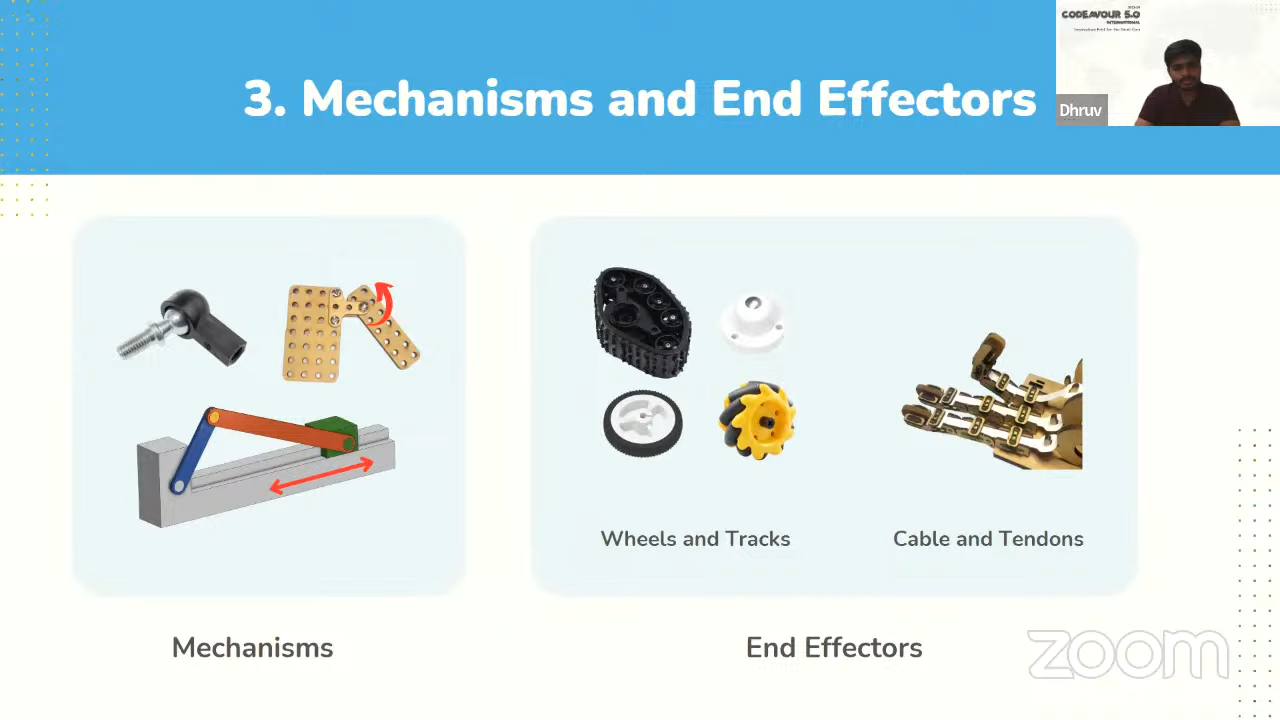 3. Mechanisms and End Effectors
CODEAVOUR 5.0
INTERNATIONAL
Dhruv
Wheels and Tracks
Cable and Tendons
Mechanisms
End Effectors
zoom